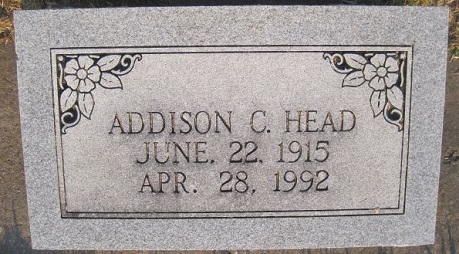 ADDISON C. HEAD
JUNE. 22. 1915
APR. 28, 1992